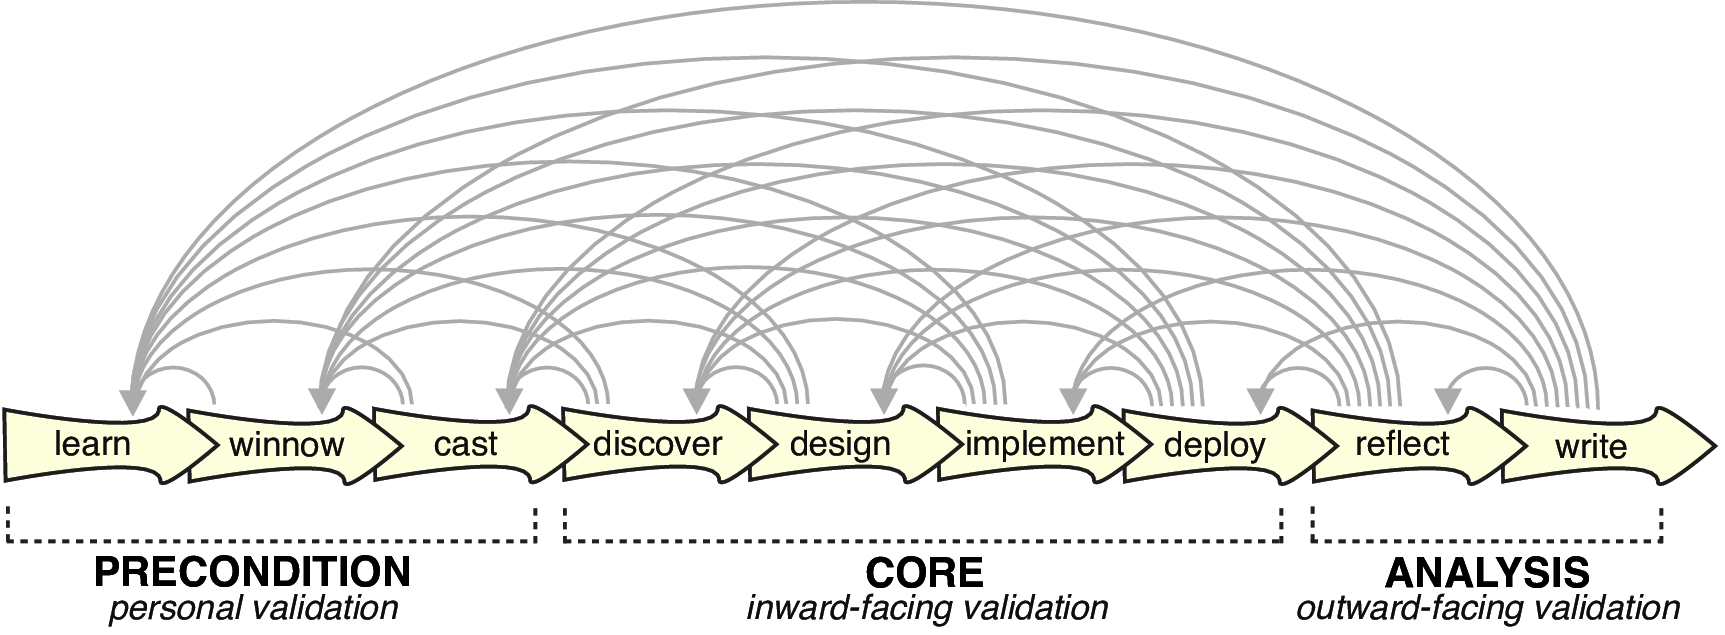 learn winnow cast discover design implement deploy reflect write
PRECONDITION CORE ANALYSIS
personal validation inward-facing validation outward-facing validation